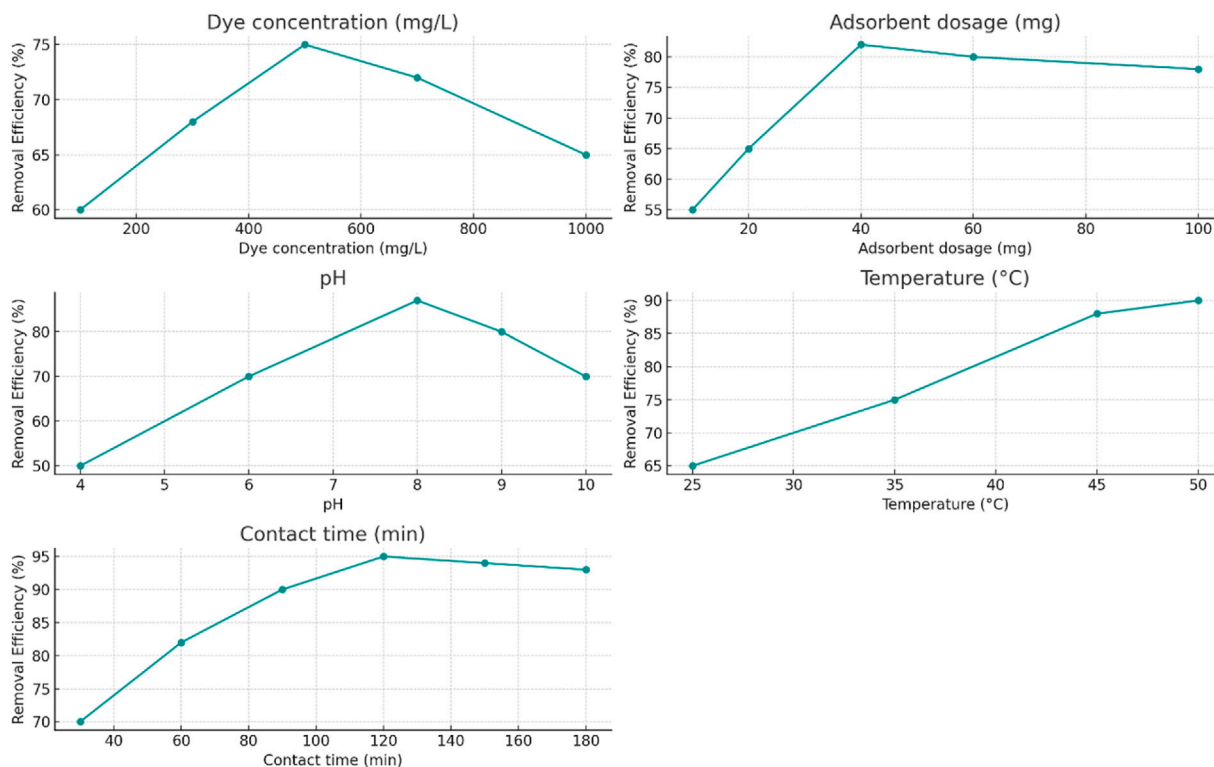 Dye concentration (mg/L)
Removal Efficiency (%)
75
70
65
60
200 400 600 800 1000
Dye concentration (mg/L)
Adsorbent dosage (mg)
Removal Efficiency (%)
80
75
70
65
60
55
20 40 60 80 100
Adsorbent dosage (mg)
pH
Removal Efficiency (%)
80
70
60
50
4 5 6 7 8 9 10
pH
Temperature (°C)
Removal Efficiency (%)
90
85
80
75
70
65
25 30 35 40 45 50
Temperature (°C)
Contact time (min)
Removal Efficiency (%)
95
90
85
80
75
70
40 60 80 100 120 140 160 180
Contact time (min)